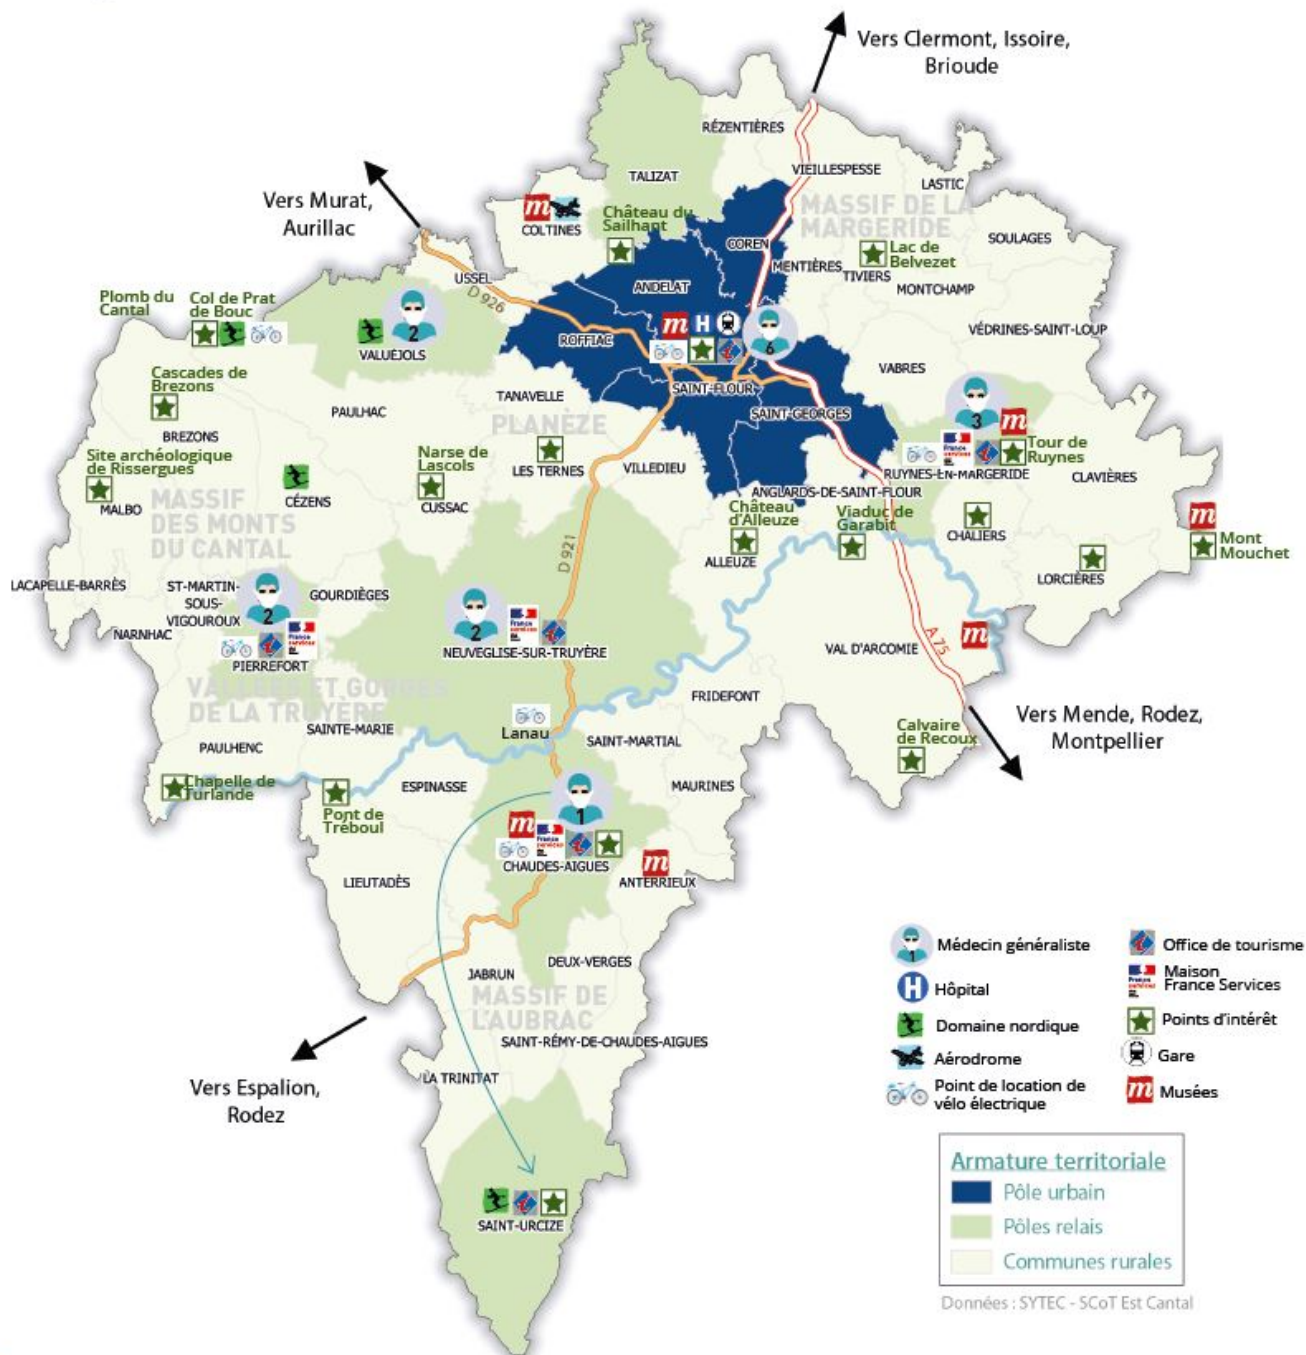 Vers Clermont, Issoire,
Brioude
RÉZENTIÈRES
VIEILLESPESSE
TALIZAT
LASTIC
Vers Murat,
Aurillac
m
COLTINES
Château du
Sailhant
MASSIF DE LA
MARGERIDE
COREN
SOULAGES
MENTIÈRES
Lac de
Belvezet
TIVIERS
MONTCHAMP
USSEL
D 926
ANDELAT
Plomb du
Cantal
Col de Prat
de Bouc
2
VALUÉJOLS
ROFFIAC
m
H
6
VÉDRINES-SAINT-LOUP
VABRES
Cascades de
Brezons
BREZONS
PAULHAC
TANAVELLE
PLANÈZE
SAINT-FLOUR
SAINT-GEORGES
3
m
Tour de
Ruynes
RUYNES-EN-MARGERIDE
CLAVIÈRES
Site archéologique
de Rissergues
MALBO
CÉZENS
Narse de
Lascols
CUSSAC
LES TERNES
VILLEDIEU
ANGLARDS-DE-SAINT-FLOUR
MASSIF
DES MONTS
DU CANTAL
Château
d'Alleuze
ALLEUZE
Viaduc de
Garabit
CHALIERS
m
Mont
Mouchet
LORCIÈRES
D 921
LACAPELLE-BARRÈS
ST-MARTIN-
SOUS-
VIGOUROUX
2
GOURDIÈGES
NARNHAC
PIERREFORT
2
NEUVEGLISE-SUR-TRUYÈRE
VAL D'ARCOMIE
A 75
m
VALLÉES ET GORGES
DE LA TRUYÈRE
FRIDEFONT
Vers Mende, Rodez,
Montpellier
SAINTE-MARIE
PAULHENC
Lanau
SAINT-MARTIAL
Calvaire
de Recoux
Chapelle de
Turlande
ESPINASSE
MAURINES
Pont de
Tréboul
1
m
CHAUDES-AIGUES
m
ANTERRIEUX
LIEUTADÈS
JABRUN
DEUX-VERGES
MASSIF DE
L'AUBRAC
SAINT-RÉMY-DE-CHAUDES-AIGUES
LA TRINITAT
Vers Espalion,
Rodez
SAINT-URCIZE
1
Médecin généraliste
Office de tourisme
H
Hôpital
Maison
France Services
Domaine nordique
Points d'intérêt
Aérodrome
Gare
Point de location de
vélo électrique
m
Musées
Armature territoriale
Pôle urbain
Pôles relais
Communes rurales
Données : SYTEC - SCoT Est Cantal